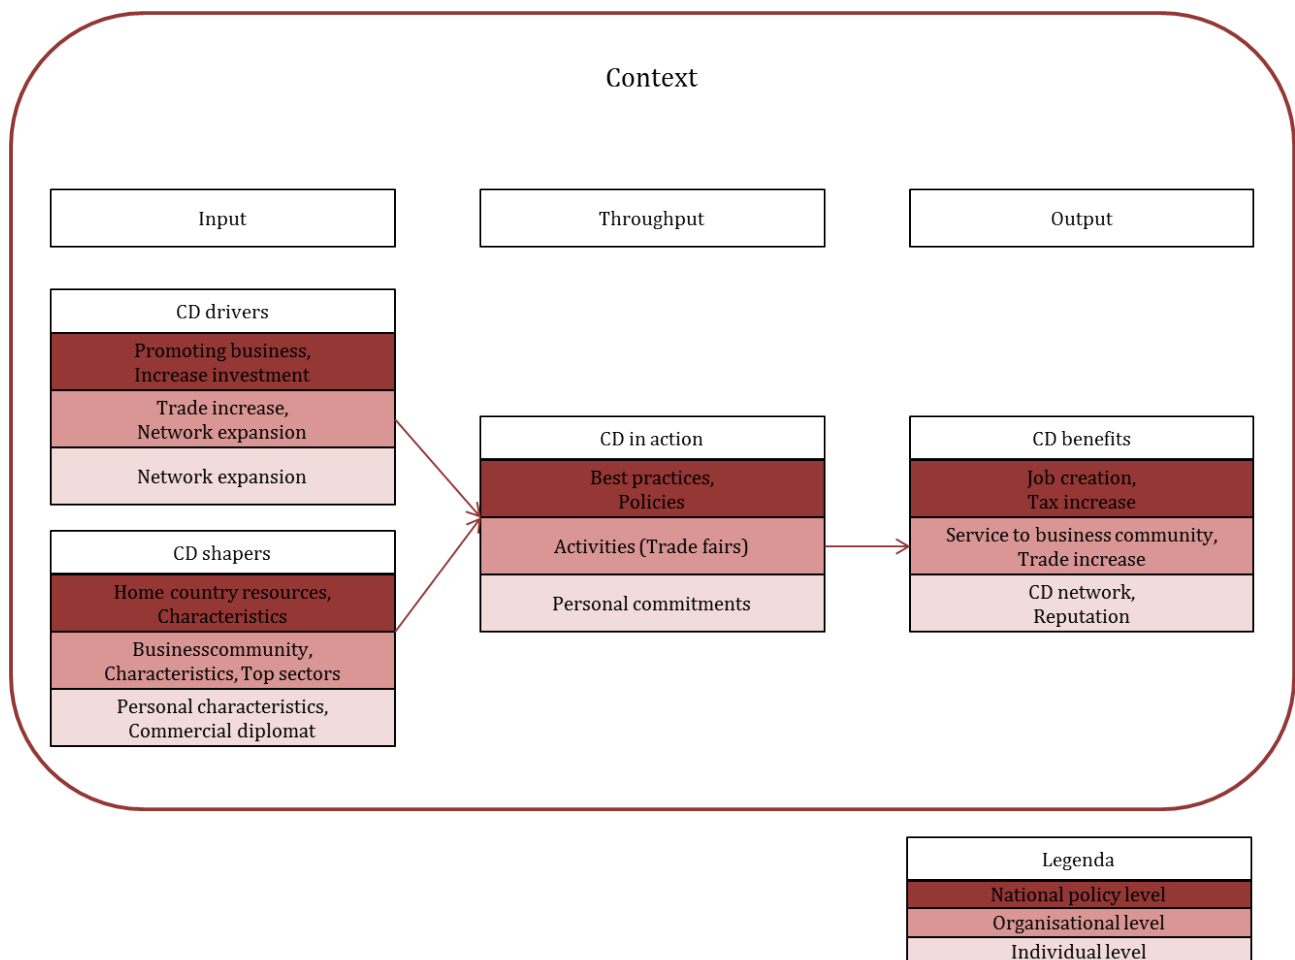 Context
Input
Throughput
Output
CD drivers
Promoting business,
Increase investment
Trade increase,
Network expansion
Network expansion
CD shapers
Home country resources,
Characteristics
Businesscommunity,
Characteristics, Top sectors
Personal characteristics,
Commercial diplomat
CD in action
Best practices,
Policies
Activities (Trade fairs)
Personal commitments
CD benefits
Job creation,
Tax increase
Service to business community,
Trade increase
CD network,
Reputation
Legenda
National policy level
Organisational level
Individual level